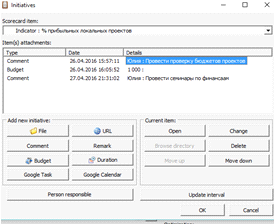 Initiatives
Scorecard item:
Indicator : % прибыльных локальных проектов
Item(s) attachments:
Type Date Details
Comment 26.04.2016 15:57:11 Юлия : Провести проверку бюджетов проектов
Budget 26.04.2016 16:05:52 1 000 :
Comment 27.04.2016 21:31:02 Юлия : Провести семинары по финансам
Add new initiative: Current item:
File URL Open Change
Comment Remark Browse directory Delete
Budget Duration Move up Move down
Google Task Google Calendar
Person responsible Update interval
OK Cancel